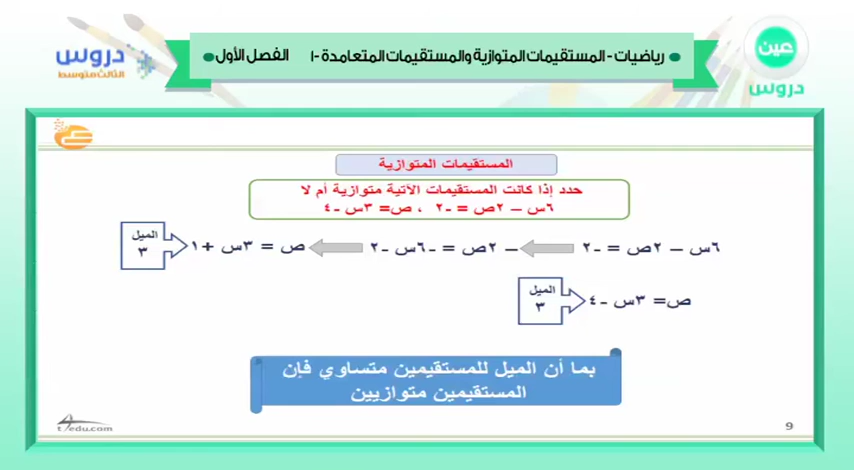 عين
دروس
رياضيات - المستقيمات المتوازية والمستقيمات المتعامدة -١ الفصل الأول
دروس
الثالث متوسط
المستقيمات المتوازية
حدد إذا كانت المستقيمات الآتية متوازية أم لا
٦س – ٢ص = -٢ ، ص= ٣س -٤
٦س – ٢ص = -٢
– ٢ص = -٦س -٢
ص = ٣س +١
الميل
٣
ص= ٣س -٤
الميل
٣
بما أن الميل للمستقيمين متساوي فإن
المستقيمين متوازيين
t4edu.com
9